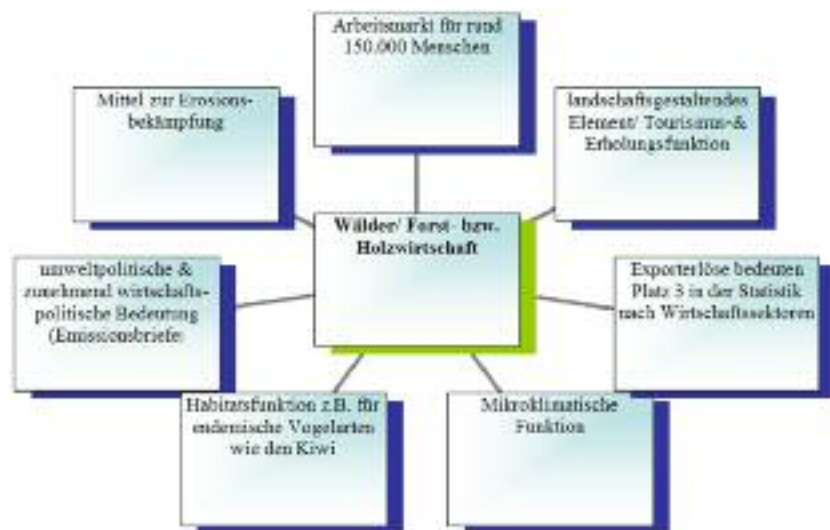 Arbeitsmarkt für rund
150.000 Menschen
Mittel zur Erosions-
bekämpfung
landschaftsgestaltendes
Element/ Tourismus-&
Erholungsfunktion
Wälder/ Forst- bzw.
Holzwirtschaft
umweltpolitische &
zunehmend wirtschafts-
politische Bedeutung
(Emissionsbriefe)
Exporterlöse bedeuten
Platz 3 in der Statistik
nach Wirtschaftssektoren
Habitatsfunktion z.B. für
endemische Vogelarten
wie den Kiwi
Mikroklimatische
Funktion